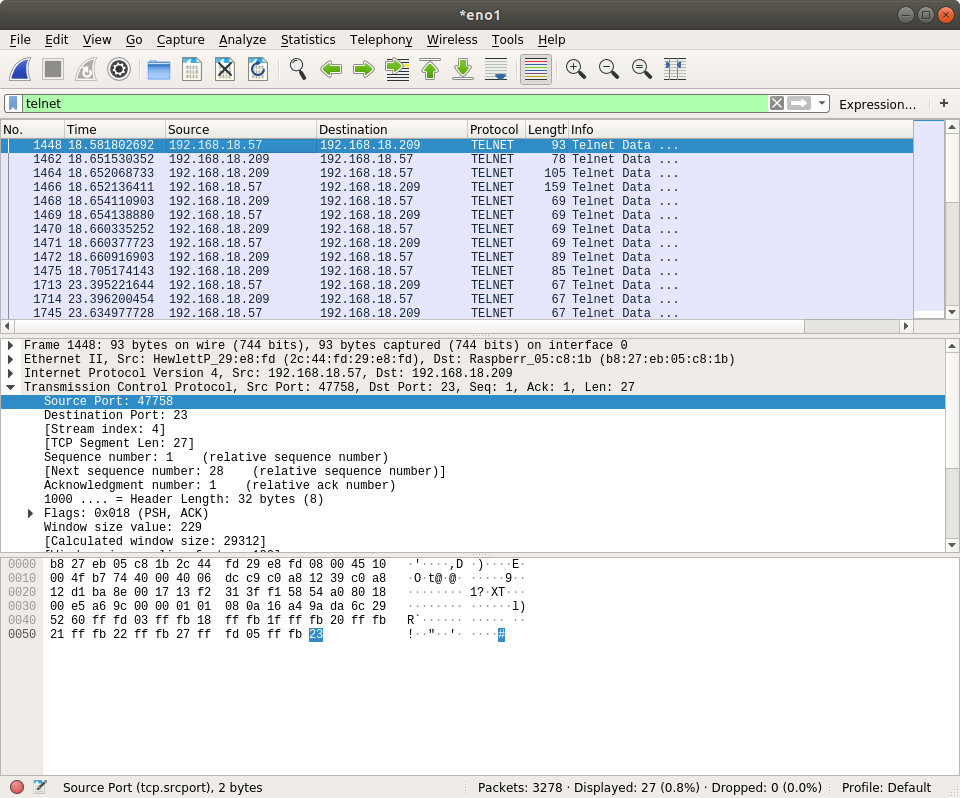 *eno1
File Edit View Go Capture Analyze Statistics Telephony Wireless Tools Help
telnet Expression… +
No. Time Source Destination Protocol Length Info
1448 18.581802692 192.168.18.57 192.168.18.209 TELNET 93 Telnet Data ...
1462 18.651530352 192.168.18.209 192.168.18.57 TELNET 78 Telnet Data ...
1464 18.652068733 192.168.18.57 192.168.18.209 TELNET 105 Telnet Data ...
1466 18.652136411 192.168.18.57 192.168.18.209 TELNET 159 Telnet Data ...
1468 18.654110903 192.168.18.209 192.168.18.57 TELNET 69 Telnet Data ...
1469 18.654138880 192.168.18.57 192.168.18.209 TELNET 69 Telnet Data ...
1470 18.660335252 192.168.18.209 192.168.18.57 TELNET 69 Telnet Data ...
1471 18.660377723 192.168.18.57 192.168.18.209 TELNET 69 Telnet Data ...
1472 18.660916903 192.168.18.209 192.168.18.57 TELNET 89 Telnet Data ...
1475 18.705174143 192.168.18.209 192.168.18.57 TELNET 85 Telnet Data ...
1713 23.395221644 192.168.18.57 192.168.18.209 TELNET 67 Telnet Data ...
1714 23.396200454 192.168.18.209 192.168.18.57 TELNET 67 Telnet Data ...
1745 23.634977728 192.168.18.57 192.168.18.209 TELNET 67 Telnet Data ...
Frame 1448: 93 bytes on wire (744 bits), 93 bytes captured (744 bits) on interface 0
Ethernet II, Src: HewlettP_29:e8:fd (2c:44:fd:29:e8:fd), Dst: Raspberr_05:c8:1b (b8:27:eb:05:c8:1b)
Internet Protocol Version 4, Src: 192.168.18.57, Dst: 192.168.18.209
Transmission Control Protocol, Src Port: 47758, Dst Port: 23, Seq: 1, Ack: 1, Len: 27
Source Port: 47758
Destination Port: 23
[Stream index: 4]
[TCP Segment Len: 27]
Sequence number: 1 (relative sequence number)
[Next sequence number: 28 (relative sequence number)]
Acknowledgment number: 1 (relative ack number)
1000 .... = Header Length: 32 bytes (8)
Flags: 0x018 (PSH, ACK)
Window size value: 229
[Calculated window size: 29312]
0000 b8 27 eb 05 c8 1b 2c 44 fd 29 e8 fd 08 00 45 10 ·'····,D ·)····E·
0010 00 4f b7 74 40 00 40 06 dc c9 c0 a8 12 39 c0 a8 ·O·t@·@· ·····9··
0020 12 d1 ba 8e 00 17 13 f2 31 3f f1 58 54 a0 80 18 ········ 1?·XT···
0030 00 e5 a6 9c 00 00 01 01 08 0a 16 a4 9a da 6c 29 ········ ······l)
0040 52 60 ff fd 03 ff fb 18 ff fb 1f ff fb 20 ff fb R`······ ····· ··
0050 21 ff fb 22 ff fb 27 ff fd 05 ff fb 23 !··"··'· ····#
Source Port (tcp.srcport), 2 bytes Packets: 3278 · Displayed: 27 (0.8%) · Dropped: 0 (0.0%) Profile: Default